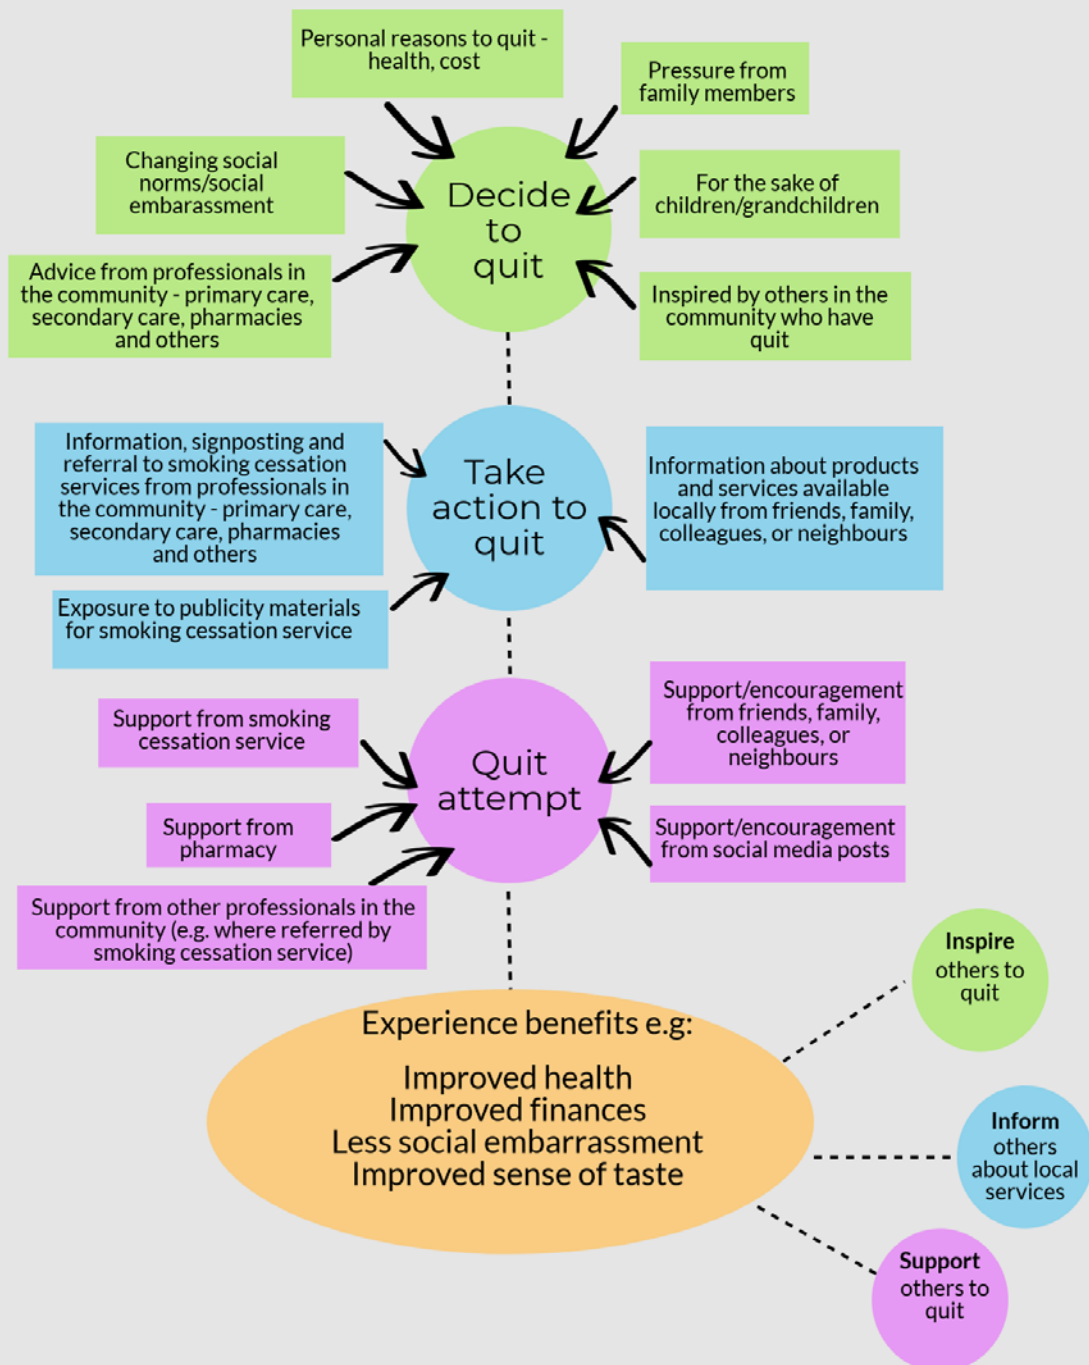 Personal reasons to quit -
health, cost
Pressure from
family members
Changing social
norms/social
embarassment
Decide
to
quit
For the sake of
children/grandchildren
Advice from professionals in
the community - primary care,
secondary care, pharmacies
and others
Inspired by others in the
community who have
quit
Information, signposting and
referral to smoking cessation
services from professionals in
the community - primary care,
secondary care, pharmacies
and others
Take
action to
quit
Information about products
and services available
locally from friends, family,
colleagues, or neighbours
Exposure to publicity materials
for smoking cessation service
Support from smoking
cessation service
Quit
attempt
Support/encouragement
from friends, family,
colleagues, or
neighbours
Support from
pharmacy
Support/encouragement
from social media posts
Support from other professionals in the
community (e.g. where referred by
smoking cessation service)
Experience benefits e.g:
Improved health
Improved finances
Less social embarrassment
Improved sense of taste
Inspire
others to
quit
Inform
others
about local
services
Support
others to
quit